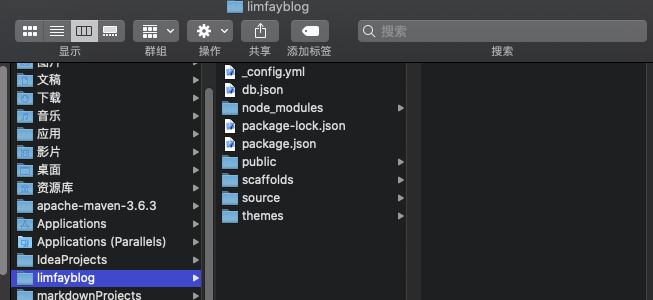 limfayblog
显示
群组
操作
共享
添加标签
搜索
搜索
图片
文稿
下载
音乐
应用
影片
桌面
资源库
apache-maven-3.6.3
Applications
Applications (Parallels)
IdeaProjects
limfayblog
markdownProjects
_config.yml
db.json
node_modules
package-lock.json
package.json
public
scaffolds
source
themes